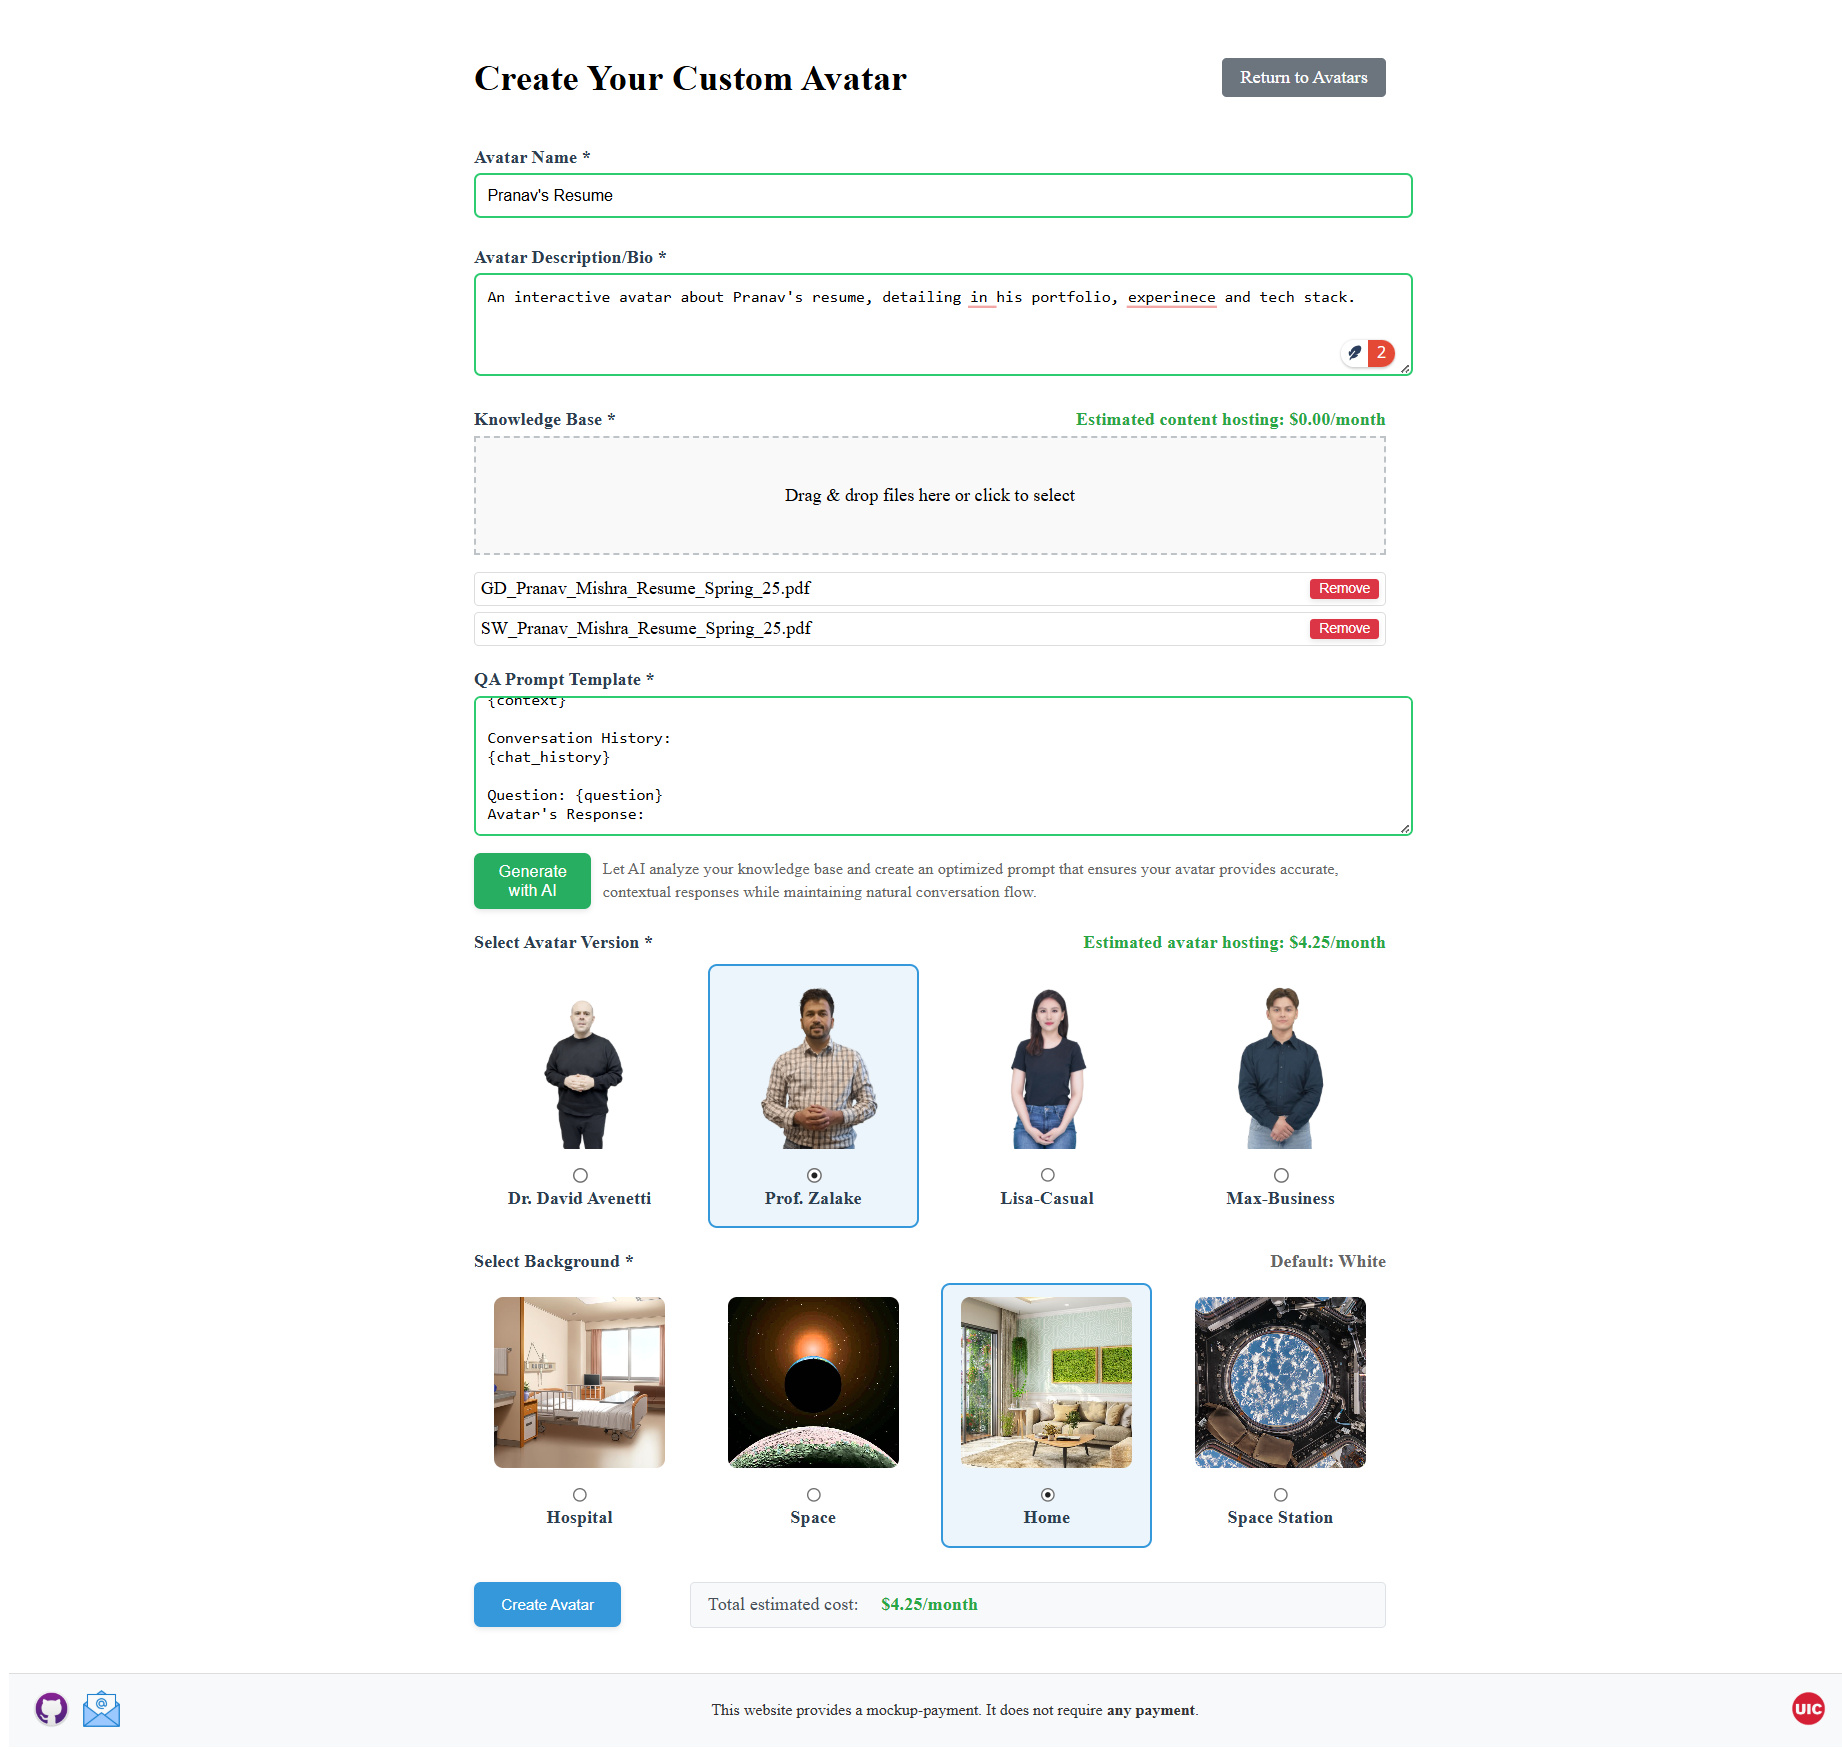 Create Your Custom Avatar
Return to Avatars
Avatar Name *
Pranav's Resume
Avatar Description/Bio *
An interactive avatar about Pranav's resume, detailing in his portfolio, experinece and tech stack.
2
Knowledge Base *
Estimated content hosting: $0.00/month
Drag & drop files here or click to select
GD_Pranav_Mishra_Resume_Spring_25.pdf
Remove
SW_Pranav_Mishra_Resume_Spring_25.pdf
Remove
QA Prompt Template *
{context}
Conversation History:
{chat_history}
Question: {question}
Avatar's Response:
Generate
with AI
Let AI analyze your knowledge base and create an optimized prompt that ensures your avatar provides accurate,
contextual responses while maintaining natural conversation flow.
Select Avatar Version *
Estimated avatar hosting: $4.25/month
Dr. David Avenetti
Prof. Zalake
Lisa-Casual
Max-Business
Select Background *
Default: White
Hospital
Space
Home
Space Station
Create Avatar
Total estimated cost: $4.25/month
@
This website provides a mockup-payment. It does not require any payment.
UIC